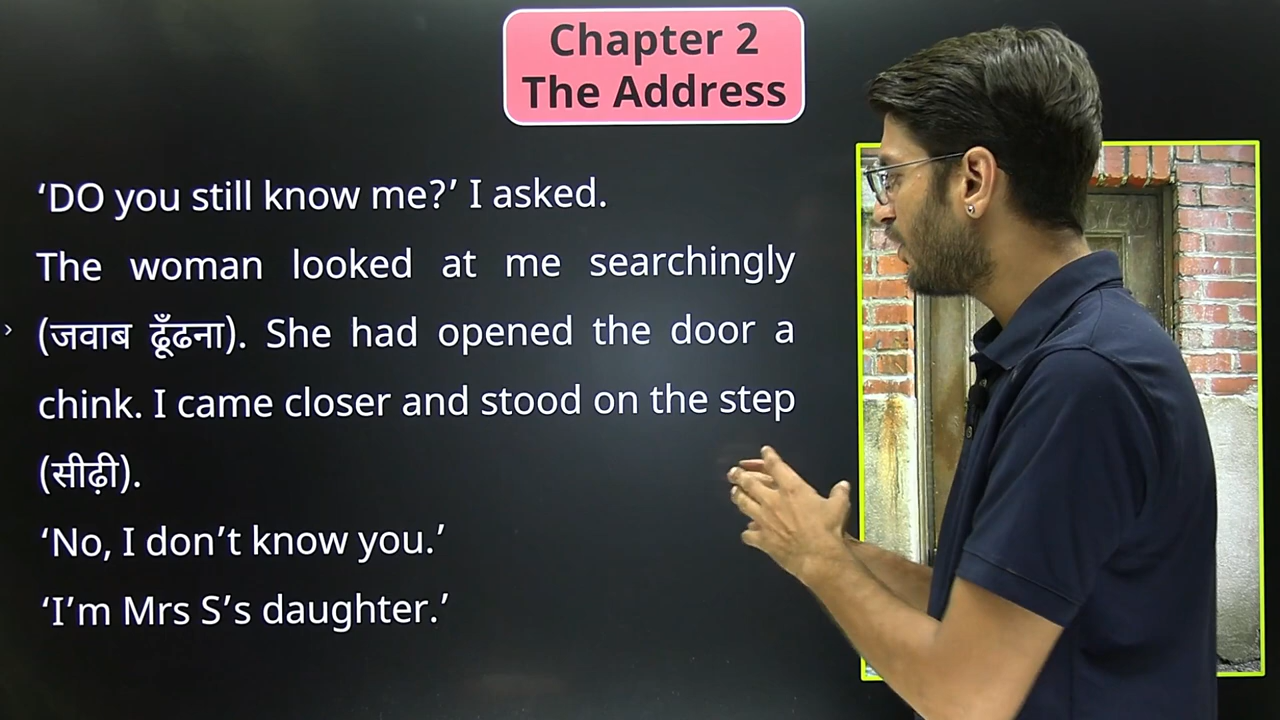 Chapter 2
The Address
‘DO you still know me?’ I asked.
The woman looked at me searchingly
(जवाब ढूँढना). She had opened the door a
chink. I came closer and stood on the step
(सीढ़ी).
‘No, I don’t know you.’
‘I’m Mrs S’s daughter.’